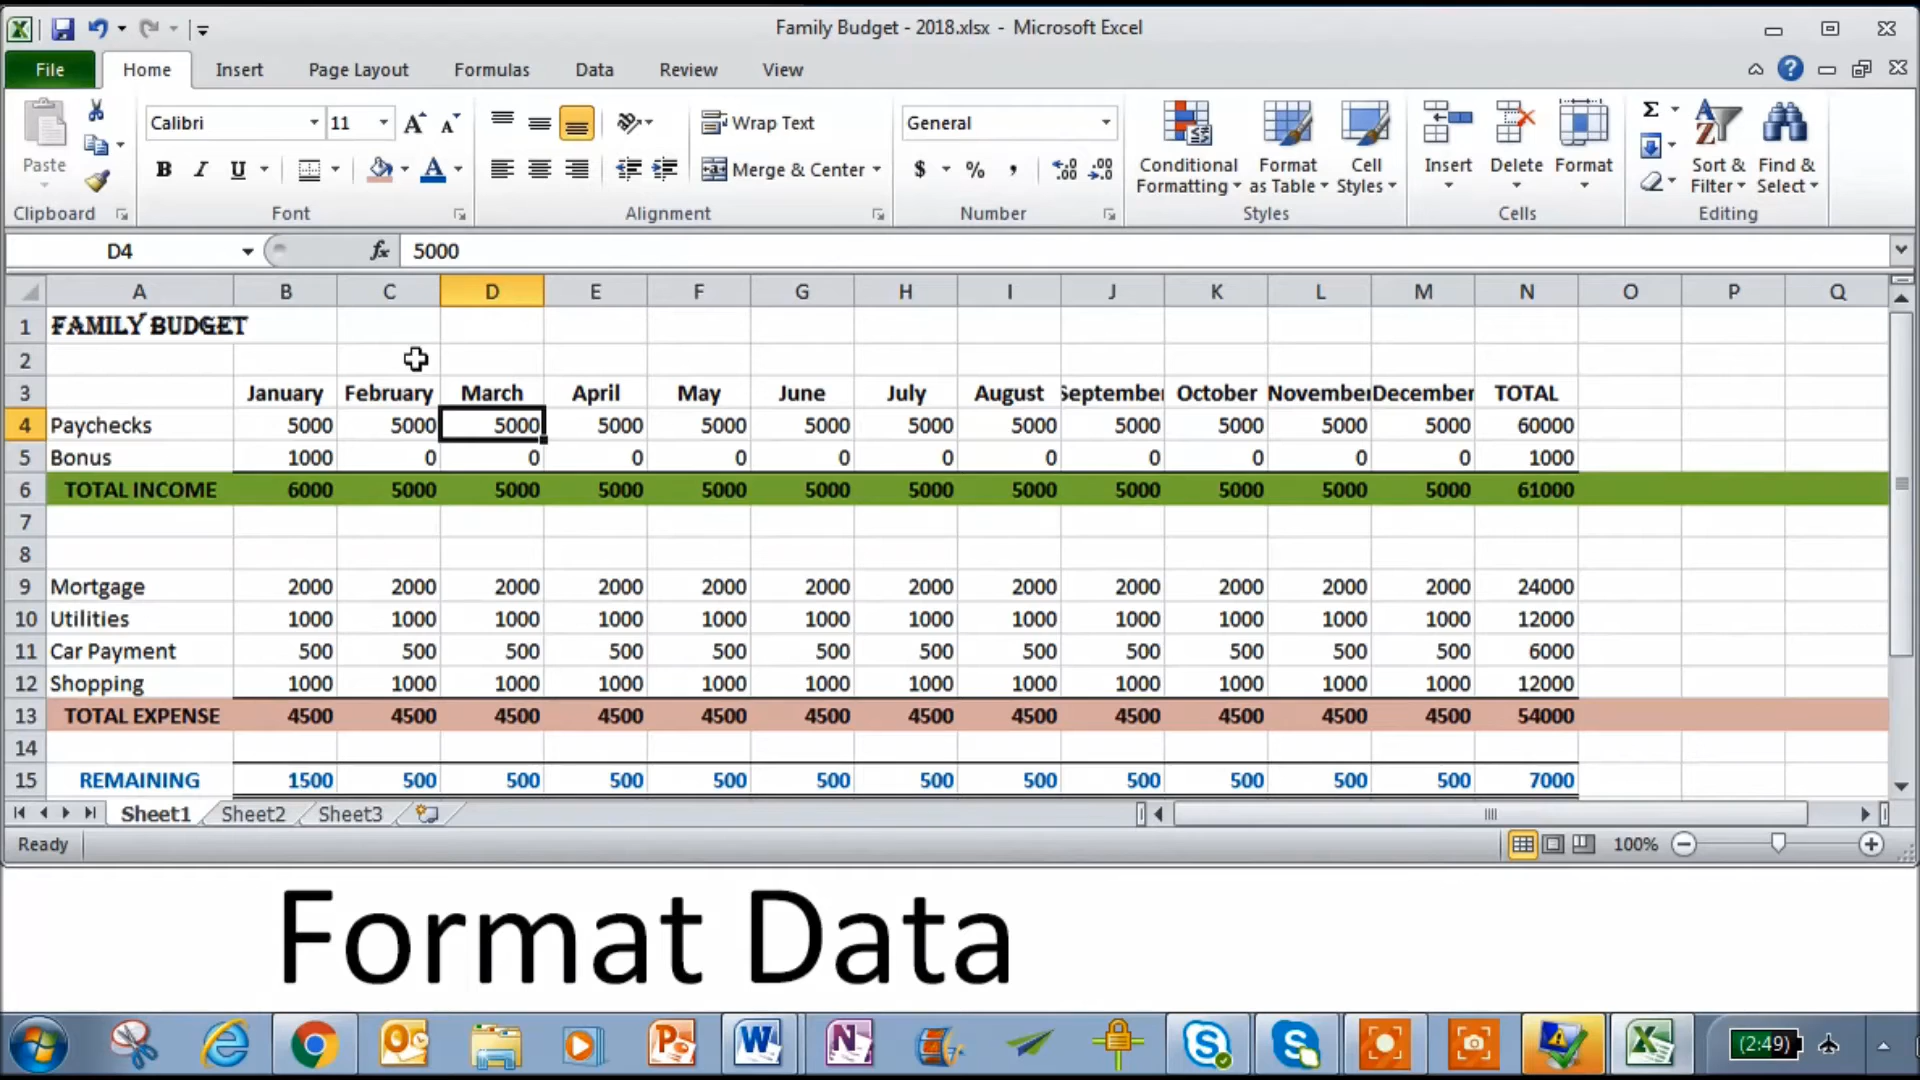 Family Budget - 2018.xlsx - Microsoft Excel
File Home Insert Page Layout Formulas Data Review View
Paste
Clipboard
Calibri 11
B I U
Font
Wrap Text
Merge & Center
Alignment
General
$ % ,
Number
Conditional Formatting
Format as Table
Cell Styles
Styles
Insert Delete Format
Cells
Σ
Sort & Filter
Find & Select
Editing
D4 fx 5000
A B C D E F G H I J K L M N O P Q
1 FAMILY BUDGET
2
3 January February March April May June July August September October November December TOTAL
4 Paychecks 5000 5000 5000 5000 5000 5000 5000 5000 5000 5000 5000 5000 60000
5 Bonus 1000 0 0 0 0 0 0 0 0 0 0 0 1000
6 TOTAL INCOME 6000 5000 5000 5000 5000 5000 5000 5000 5000 5000 5000 5000 61000
7
8
9 Mortgage 2000 2000 2000 2000 2000 2000 2000 2000 2000 2000 2000 2000 24000
10 Utilities 1000 1000 1000 1000 1000 1000 1000 1000 1000 1000 1000 1000 12000
11 Car Payment 500 500 500 500 500 500 500 500 500 500 500 500 6000
12 Shopping 1000 1000 1000 1000 1000 1000 1000 1000 1000 1000 1000 1000 12000
13 TOTAL EXPENSE 4500 4500 4500 4500 4500 4500 4500 4500 4500 4500 4500 4500 54000
14
15 REMAINING 1500 500 500 500 500 500 500 500 500 500 500 500 7000
Sheet1 Sheet2 Sheet3
Ready 100%
Format Data
(2:49)